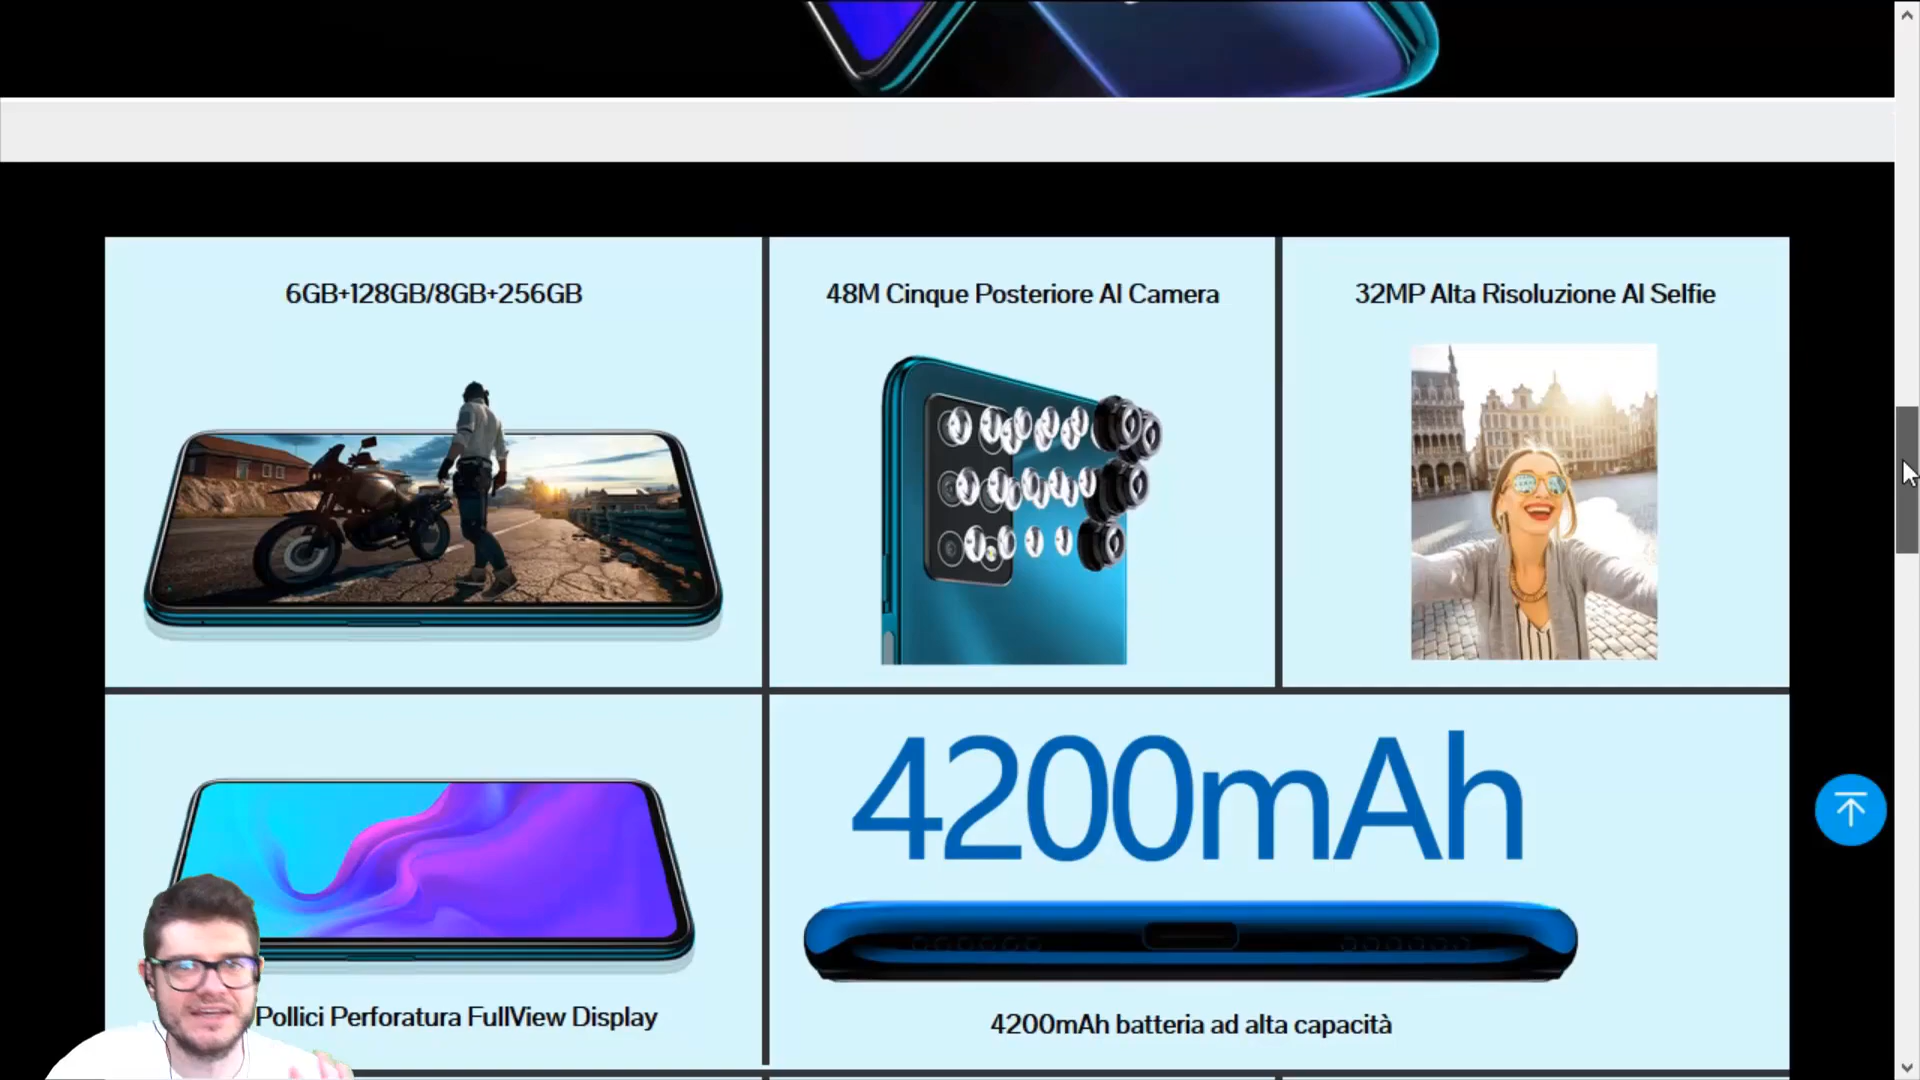 6GB+128GB/8GB+256GB
48M Cinque Posteriore AI Camera
32MP Alta Risoluzione AI Selfie
4200mAh
Pollici Perforatura FullView Display
4200mAh batteria ad alta capacità